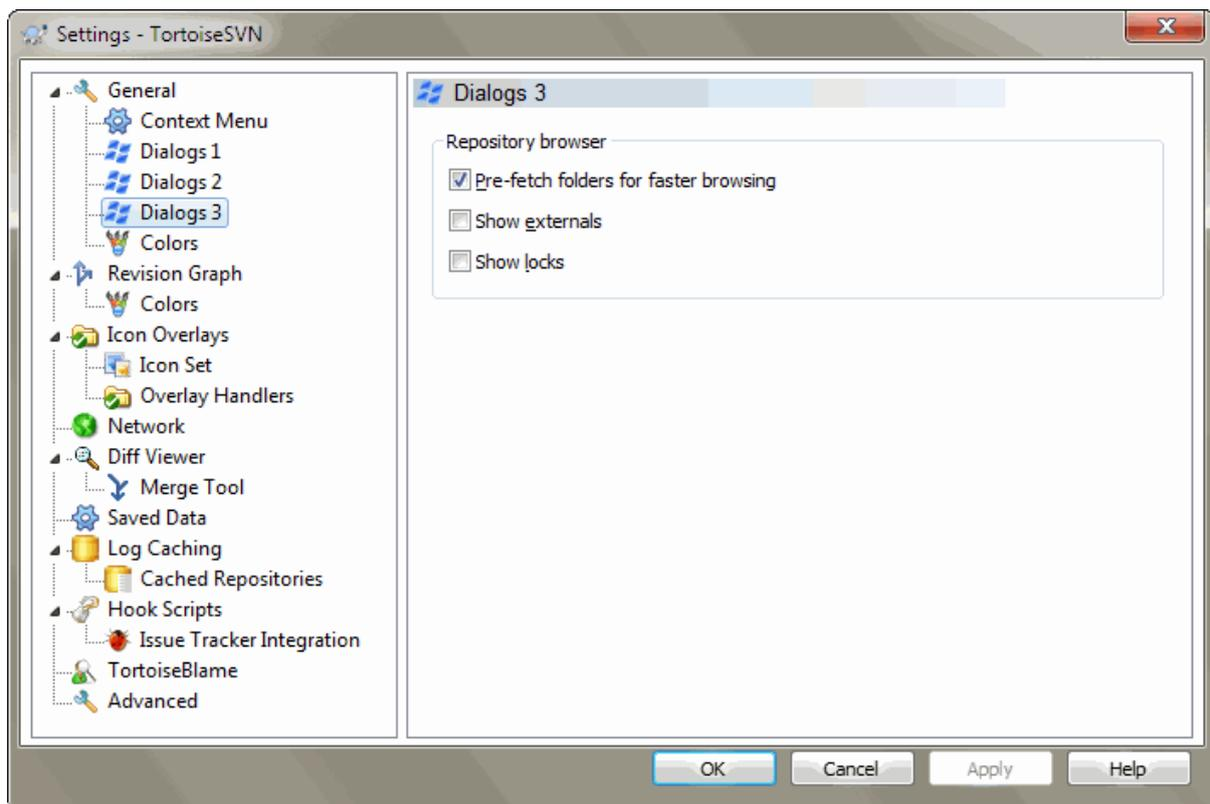 Settings - TortoiseSVN
General
Context Menu
Dialogs 1
Dialogs 2
Dialogs 3
Colors
Revision Graph
Colors
Icon Overlays
Icon Set
Overlay Handlers
Network
Diff Viewer
Merge Tool
Saved Data
Log Caching
Cached Repositories
Hook Scripts
Issue Tracker Integration
TortoiseBlame
Advanced
Dialogs 3
Repository browser
Pre-fetch folders for faster browsing
Show externals
Show locks
OK
Cancel
Apply
Help